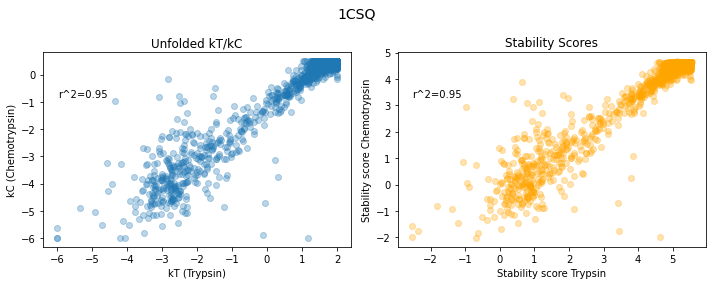 1CSQ
Unfolded kT/kC
r^2=0.95
kC (Chemotrypsin)
0
−1
−2
−3
−4
−5
−6
−6 −5 −4 −3 −2 −1 0 1 2
kT (Trypsin)
Stability Scores
r^2=0.95
Stability score Chemotrypsin
5
4
3
2
1
0
−1
−2
−2 −1 0 1 2 3 4 5
Stability score Trypsin